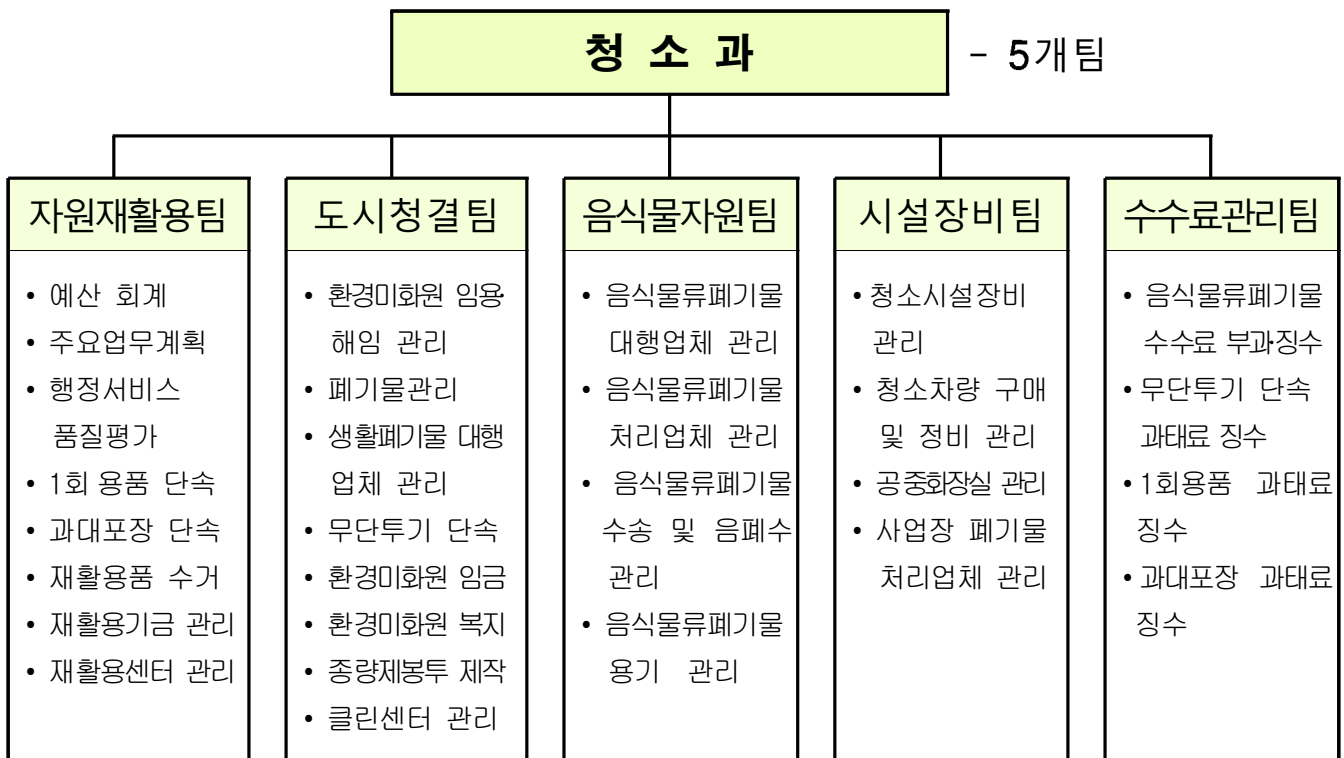 청 소 과 - 5개팀
자원재활용팀
• 예산 회계
• 주요업무계획
• 행정서비스
품질평가
• 1회 용품 단속
• 과대포장 단속
• 재활용품 수거
• 재활용기금 관리
• 재활용센터 관리
도시청결팀
• 환경미화원 임용·
해임 관리
• 폐기물관리
• 생활폐기물 대행
업체 관리
• 무단투기 단속
• 환경미화원 임금
• 환경미화원 복지
• 종량제봉투 제작
• 클린센터 관리
음식물자원팀
• 음식물류폐기물
대행업체 관리
• 음식물류폐기물
처리업체 관리
• 음식물류폐기물
수송 및 음폐수
관리
• 음식물류폐기물
용기 관리
시설장비팀
• 청소시설장비
관리
• 청소차량 구매
및 정비 관리
• 공중화장실 관리
• 사업장 폐기물
처리업체 관리
수수료관리팀
• 음식물류폐기물
수수료 부과·징수
• 무단투기 단속
과태료 징수
• 1회용품 과태료
징수
• 과대포장 과태료
징수